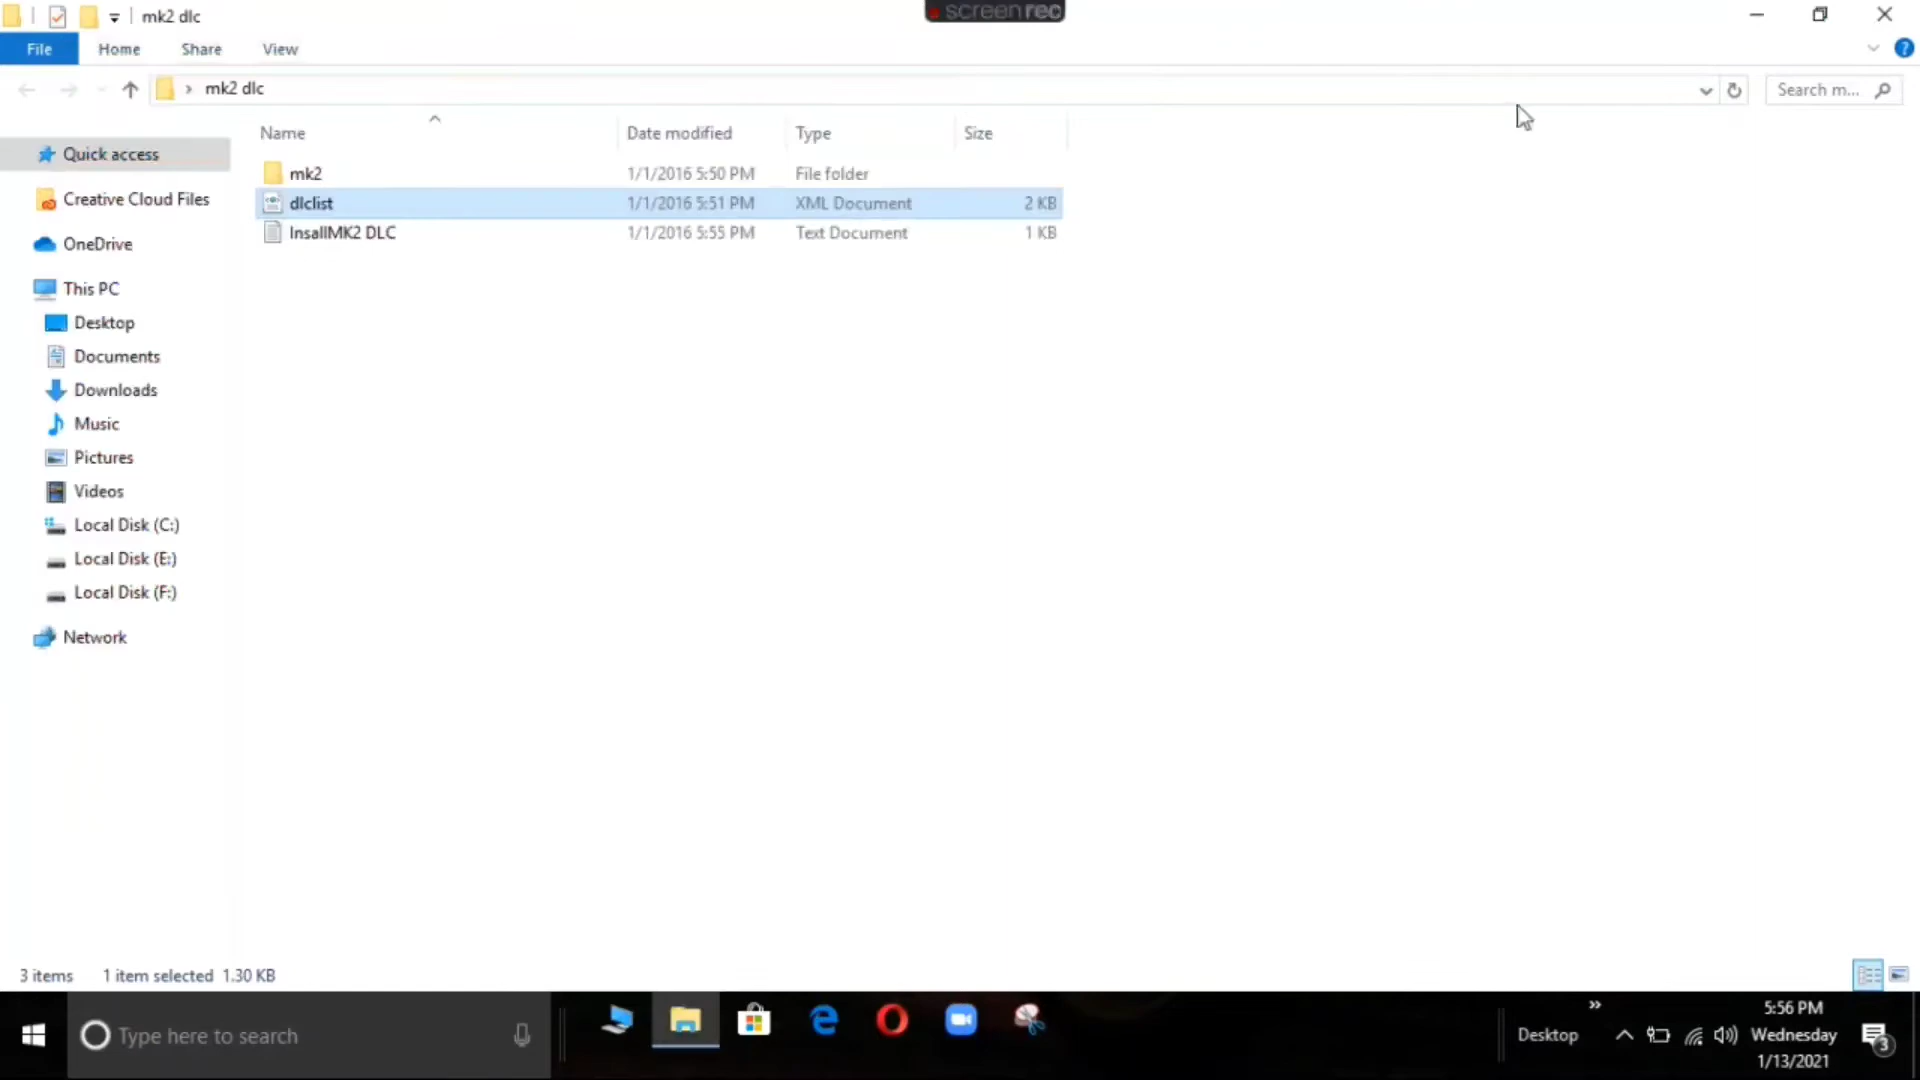 mk2 dlc
screenrec
File Home Share View
mk2 dlc
Search m...
Name Date modified Type Size
Quick access
Creative Cloud Files
OneDrive
This PC
Desktop
Documents
Downloads
Music
Pictures
Videos
Local Disk (C:)
Local Disk (E:)
Local Disk (F:)
Network
mk2 1/1/2016 5:50 PM File folder
dlclist 1/1/2016 5:51 PM XML Document 2 KB
InsallMK2 DLC 1/1/2016 5:55 PM Text Document 1 KB
3 items 1 item selected 1.30 KB
Type here to search
Desktop
5:56 PM
Wednesday
1/13/2021
3